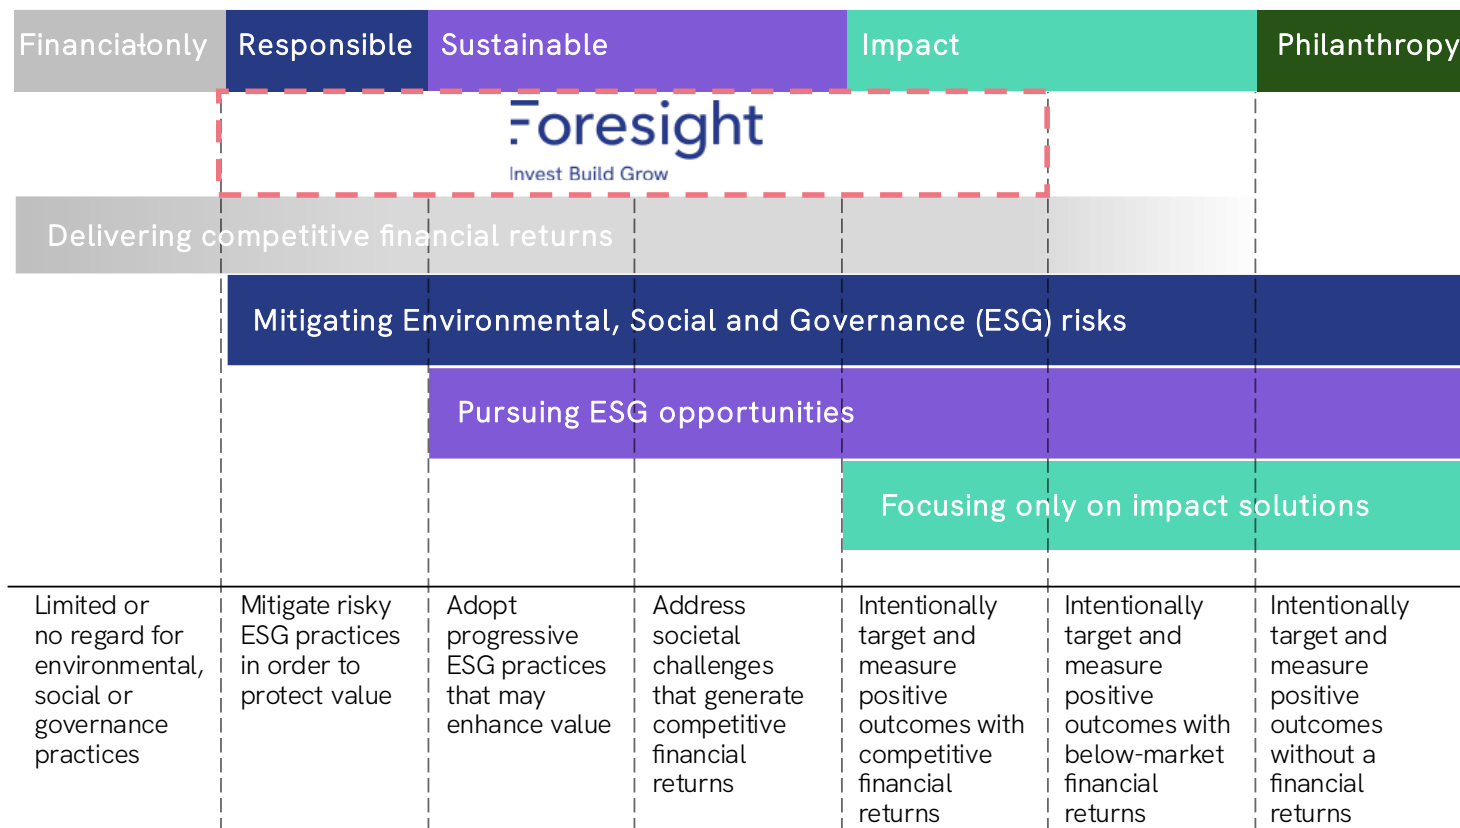 Financial-only
Responsible
Sustainable
Impact
Philanthropy
Foresight
Invest Build Grow
Delivering competitive financial returns
Mitigating Environmental, Social and Governance (ESG) risks
Pursuing ESG opportunities
Focusing only on impact solutions
Limited or
no regard for
environmental,
social or
governance
practices
Mitigate risky
ESG practices
in order to
protect value
Adopt
progressive
ESG practices
that may
enhance value
Address
societal
challenges
that generate
competitive
financial
returns
Intentionally
target and
measure
positive
outcomes with
competitive
financial
returns
Intentionally
target and
measure
positive
outcomes with
below-market
financial
returns
Intentionally
target and
measure
positive
outcomes
without a
financial
returns